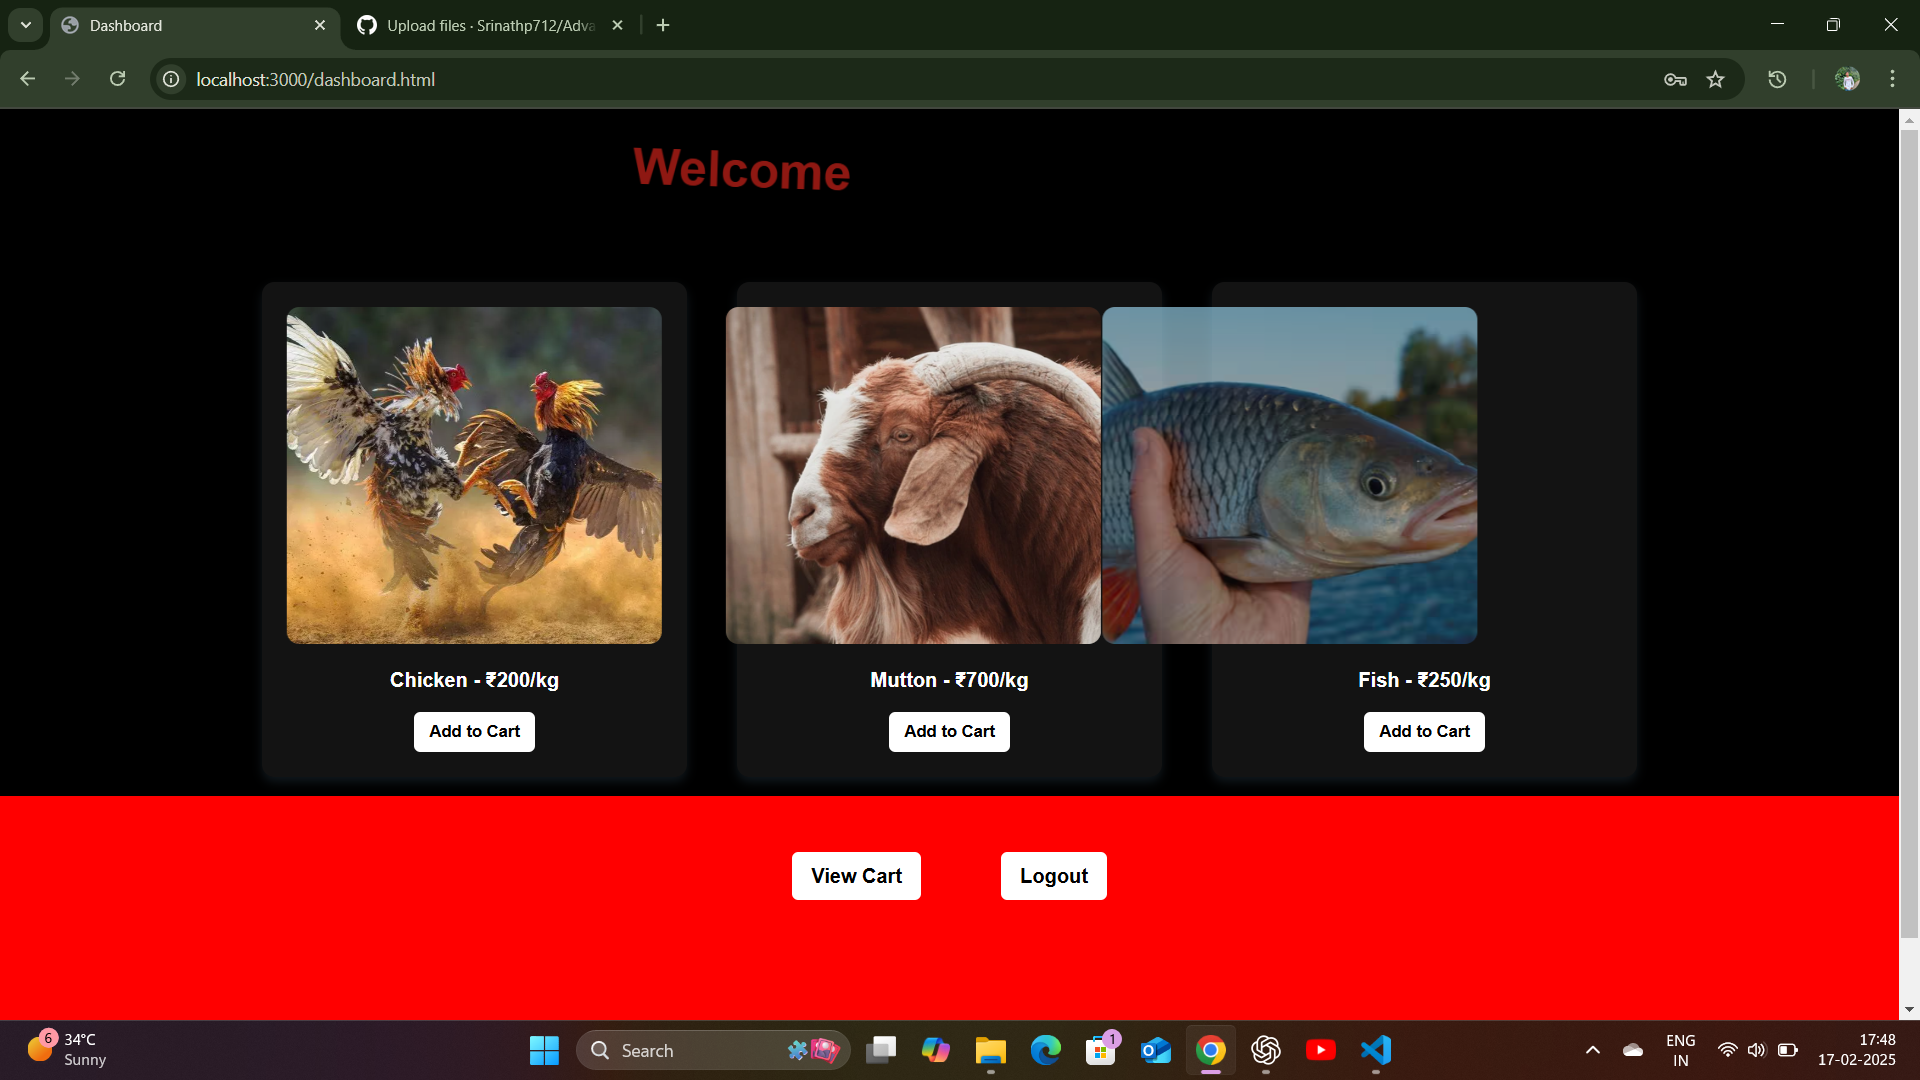 Dashboard
Upload files · Srinathp712/Adva
localhost:3000/dashboard.html
Welcome
Chicken - ₹200/kg
Mutton - ₹700/kg
Fish - ₹250/kg
Add to Cart
Add to Cart
Add to Cart
View Cart
Logout
6
34°C
Sunny
Search
1
ENG
IN
17:48
17-02-2025